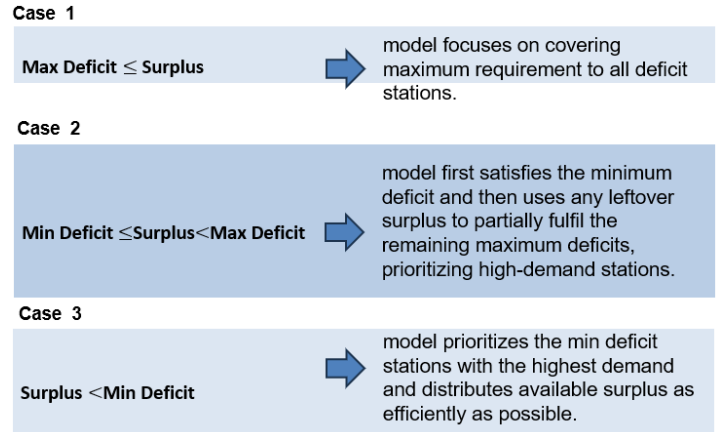 Case 1
Max Deficit ≤ Surplus
model focuses on covering
maximum requirement to all deficit
stations.
Case 2
Min Deficit ≤Surplus<Max Deficit
model first satisfies the minimum
deficit and then uses any leftover
surplus to partially fulfil the
remaining maximum deficits,
prioritizing high-demand stations.
Case 3
Surplus <Min Deficit
model prioritizes the min deficit
stations with the highest demand
and distributes available surplus as
efficiently as possible.